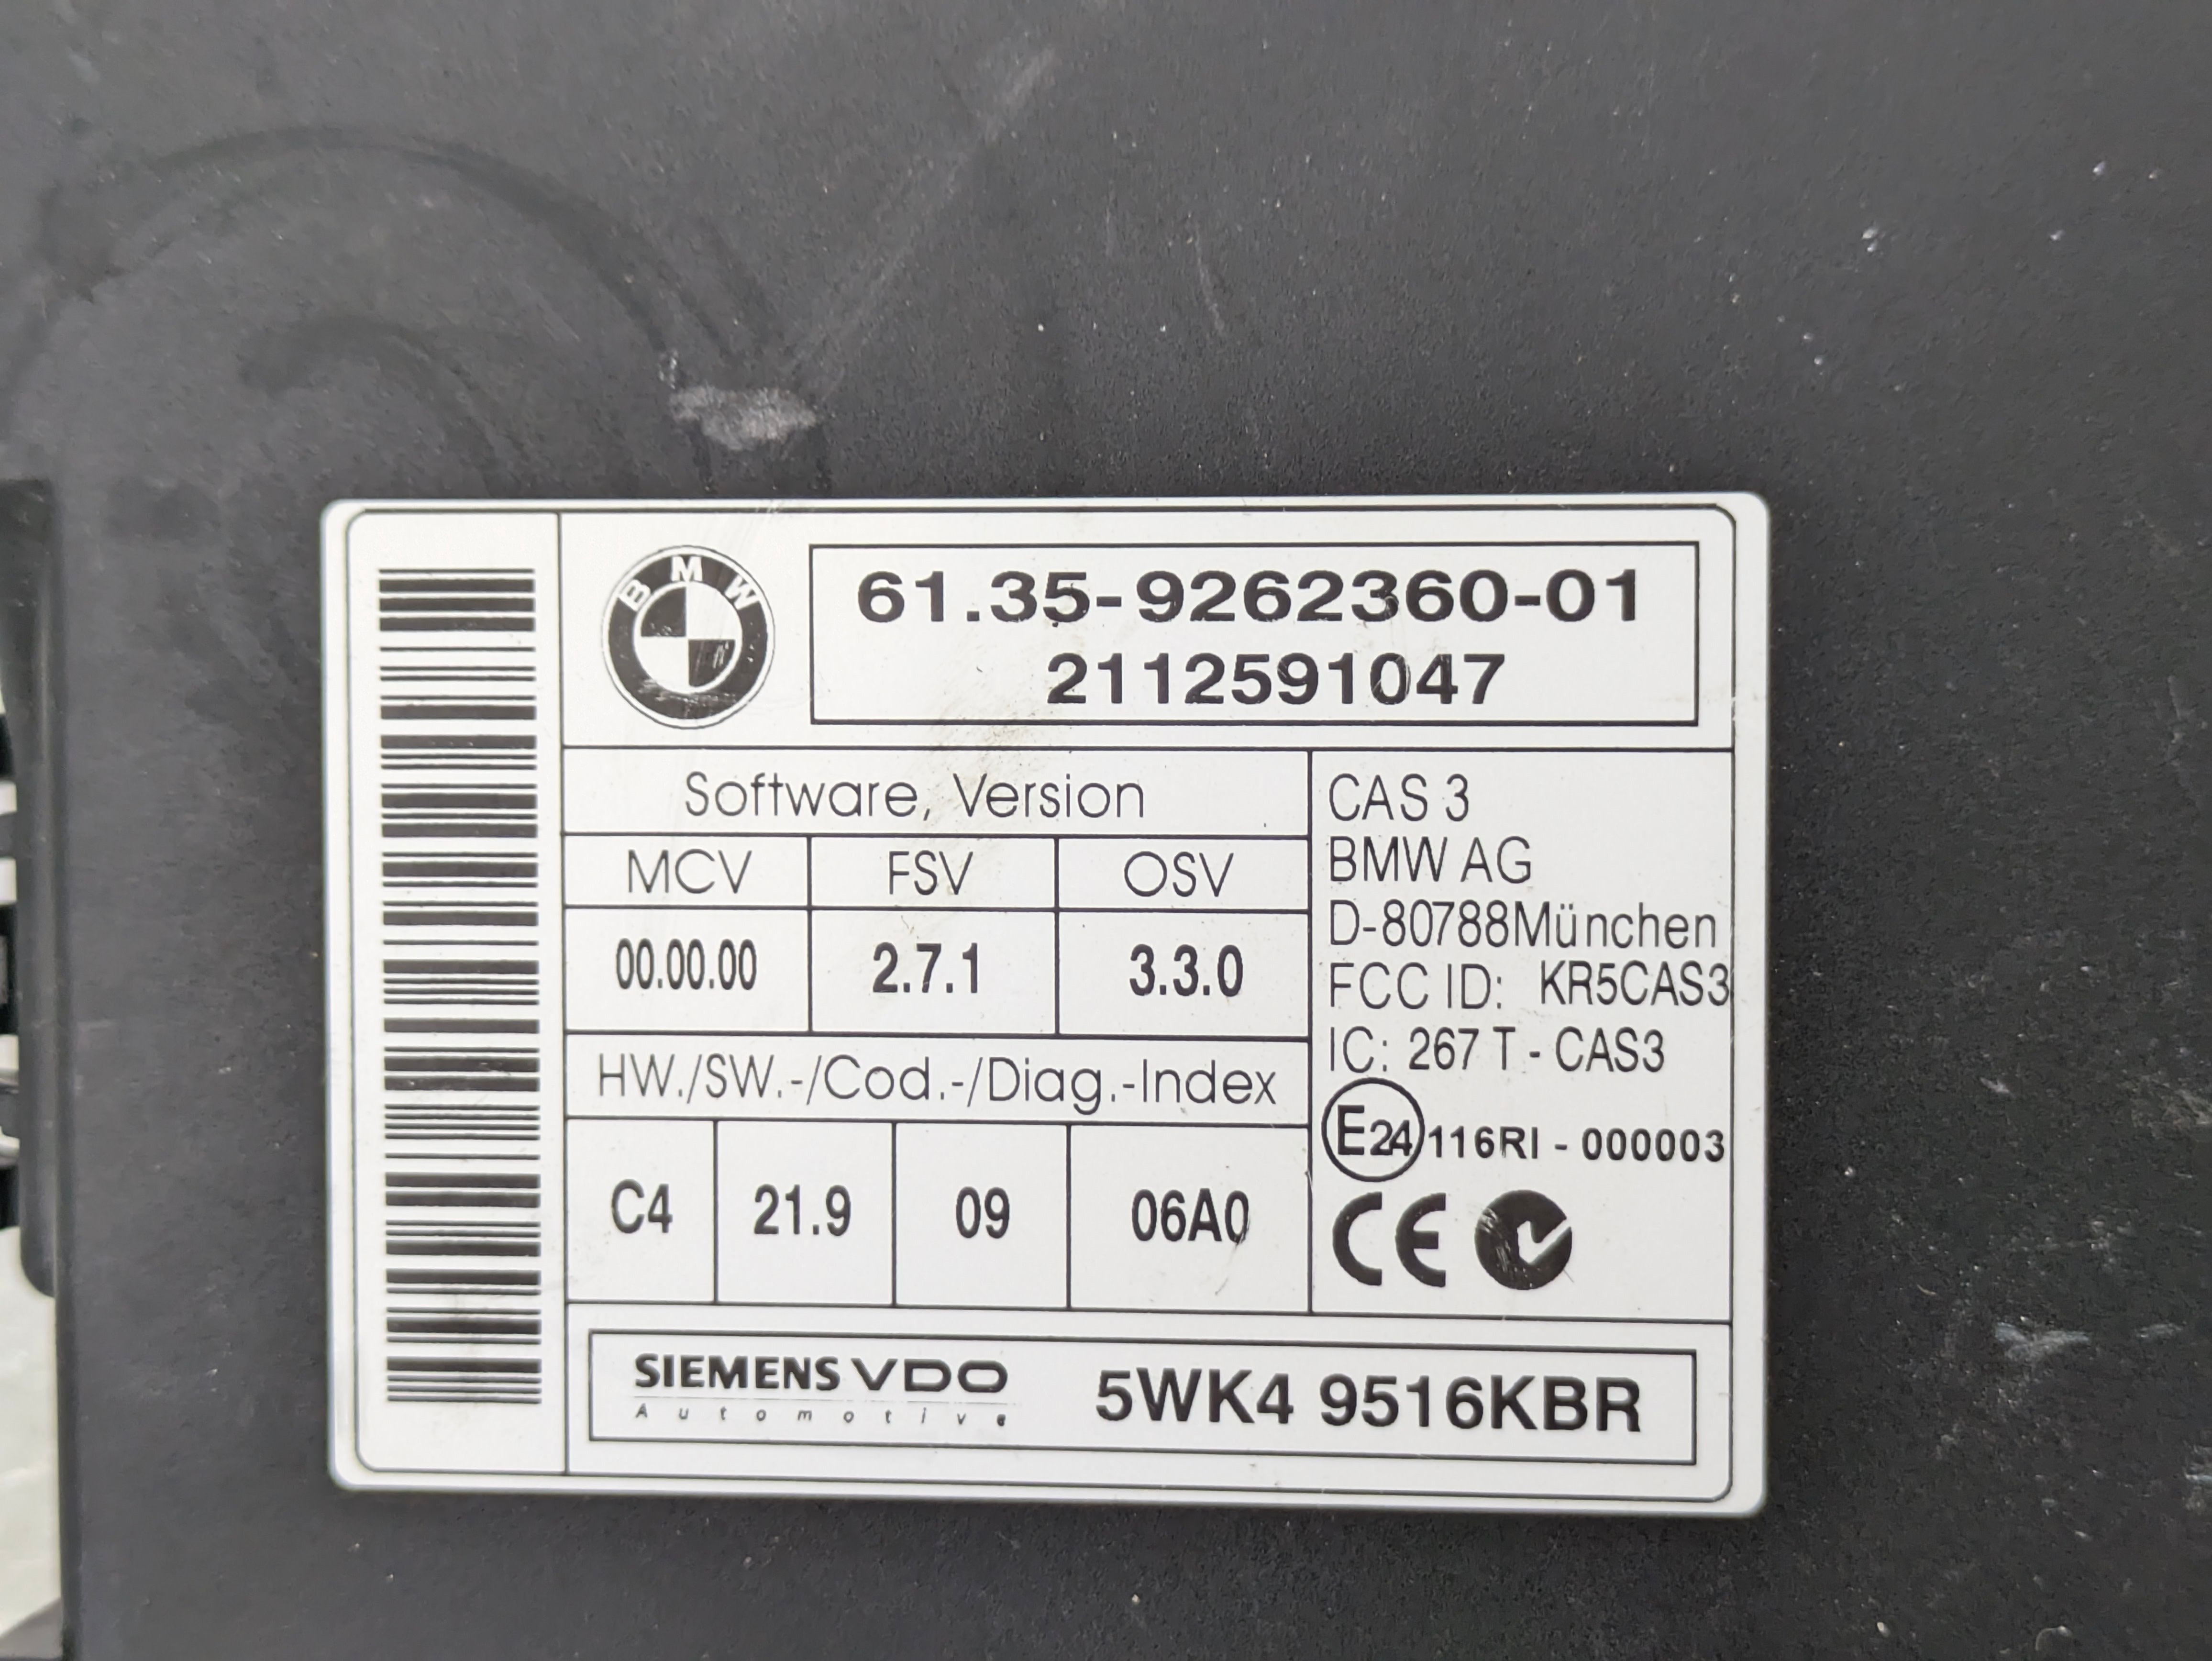 BMW
61.35-9262360-01
2112591047
Software, Version
MCV FSV OSV
00.00.00 2.7.1 3.3.0
HW./SW.-/Cod.-/Diag.-Index
C4 21.9 09 06A0
CAS 3
BMW AG
D-80788München
FCC ID: KR5CAS3
IC: 267 T - CAS3
E24 116RI - 000003
CE
SIEMENS VDO
Automotive
5WK4 9516KBR